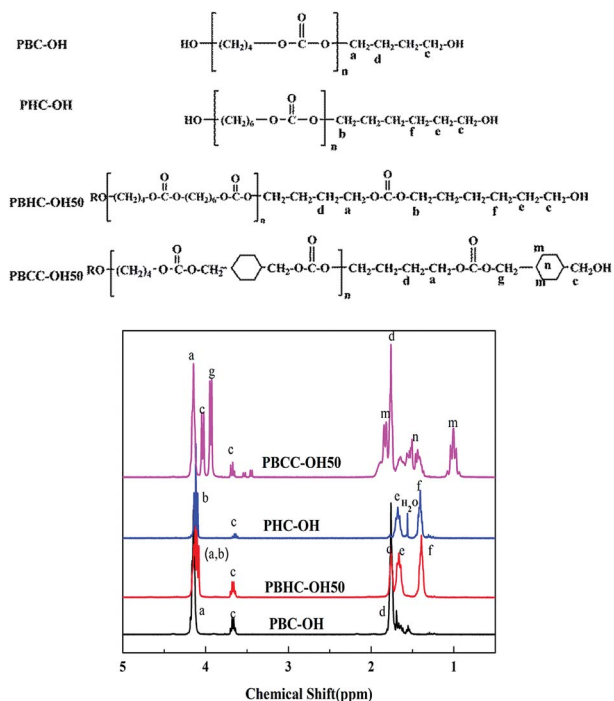 PBC-OH HO (CH₂)₄ O C O CH₂-CH₂-CH₂-CH₂-OH
O
n
a d c
PHC-OH HO (CH₂)₆ O C O CH₂-CH₂-CH₂-CH₂-CH₂-CH₂-OH
O
n
b f e c
PBHC-OH50 RO (CH₂)₄-O-C-O-(CH₂)₆-O-C-O CH₂-CH₂-CH₂-CH₂-O-C-O-CH₂-CH₂-CH₂-CH₂-CH₂-CH₂-OH
O O O
n
d a b f e c
PBCC-OH50 RO (CH₂)₄ -O-C-O-CH₂ CH₂-O-C-O CH₂-CH₂-CH₂-CH₂-O-C-O-CH₂ CH₂OH
O O O
n
d a g m n m c
d
a
g
c
m
n
m
c
PBCC-OH50
b
PHC-OH
c
e
H₂O
f
(a,b)
PBHC-OH50
c
d
e
f
a
PBC-OH
c
d
5 4 3 2 1
Chemical Shift(ppm)